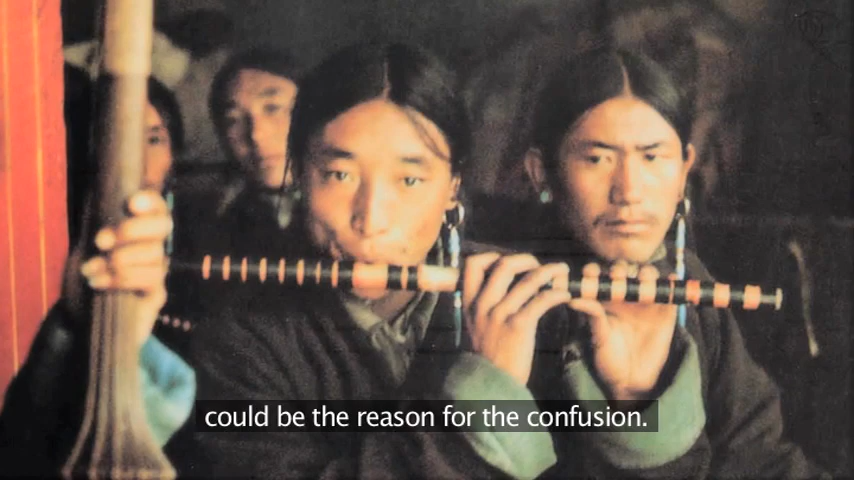 could be the reason for the confusion.